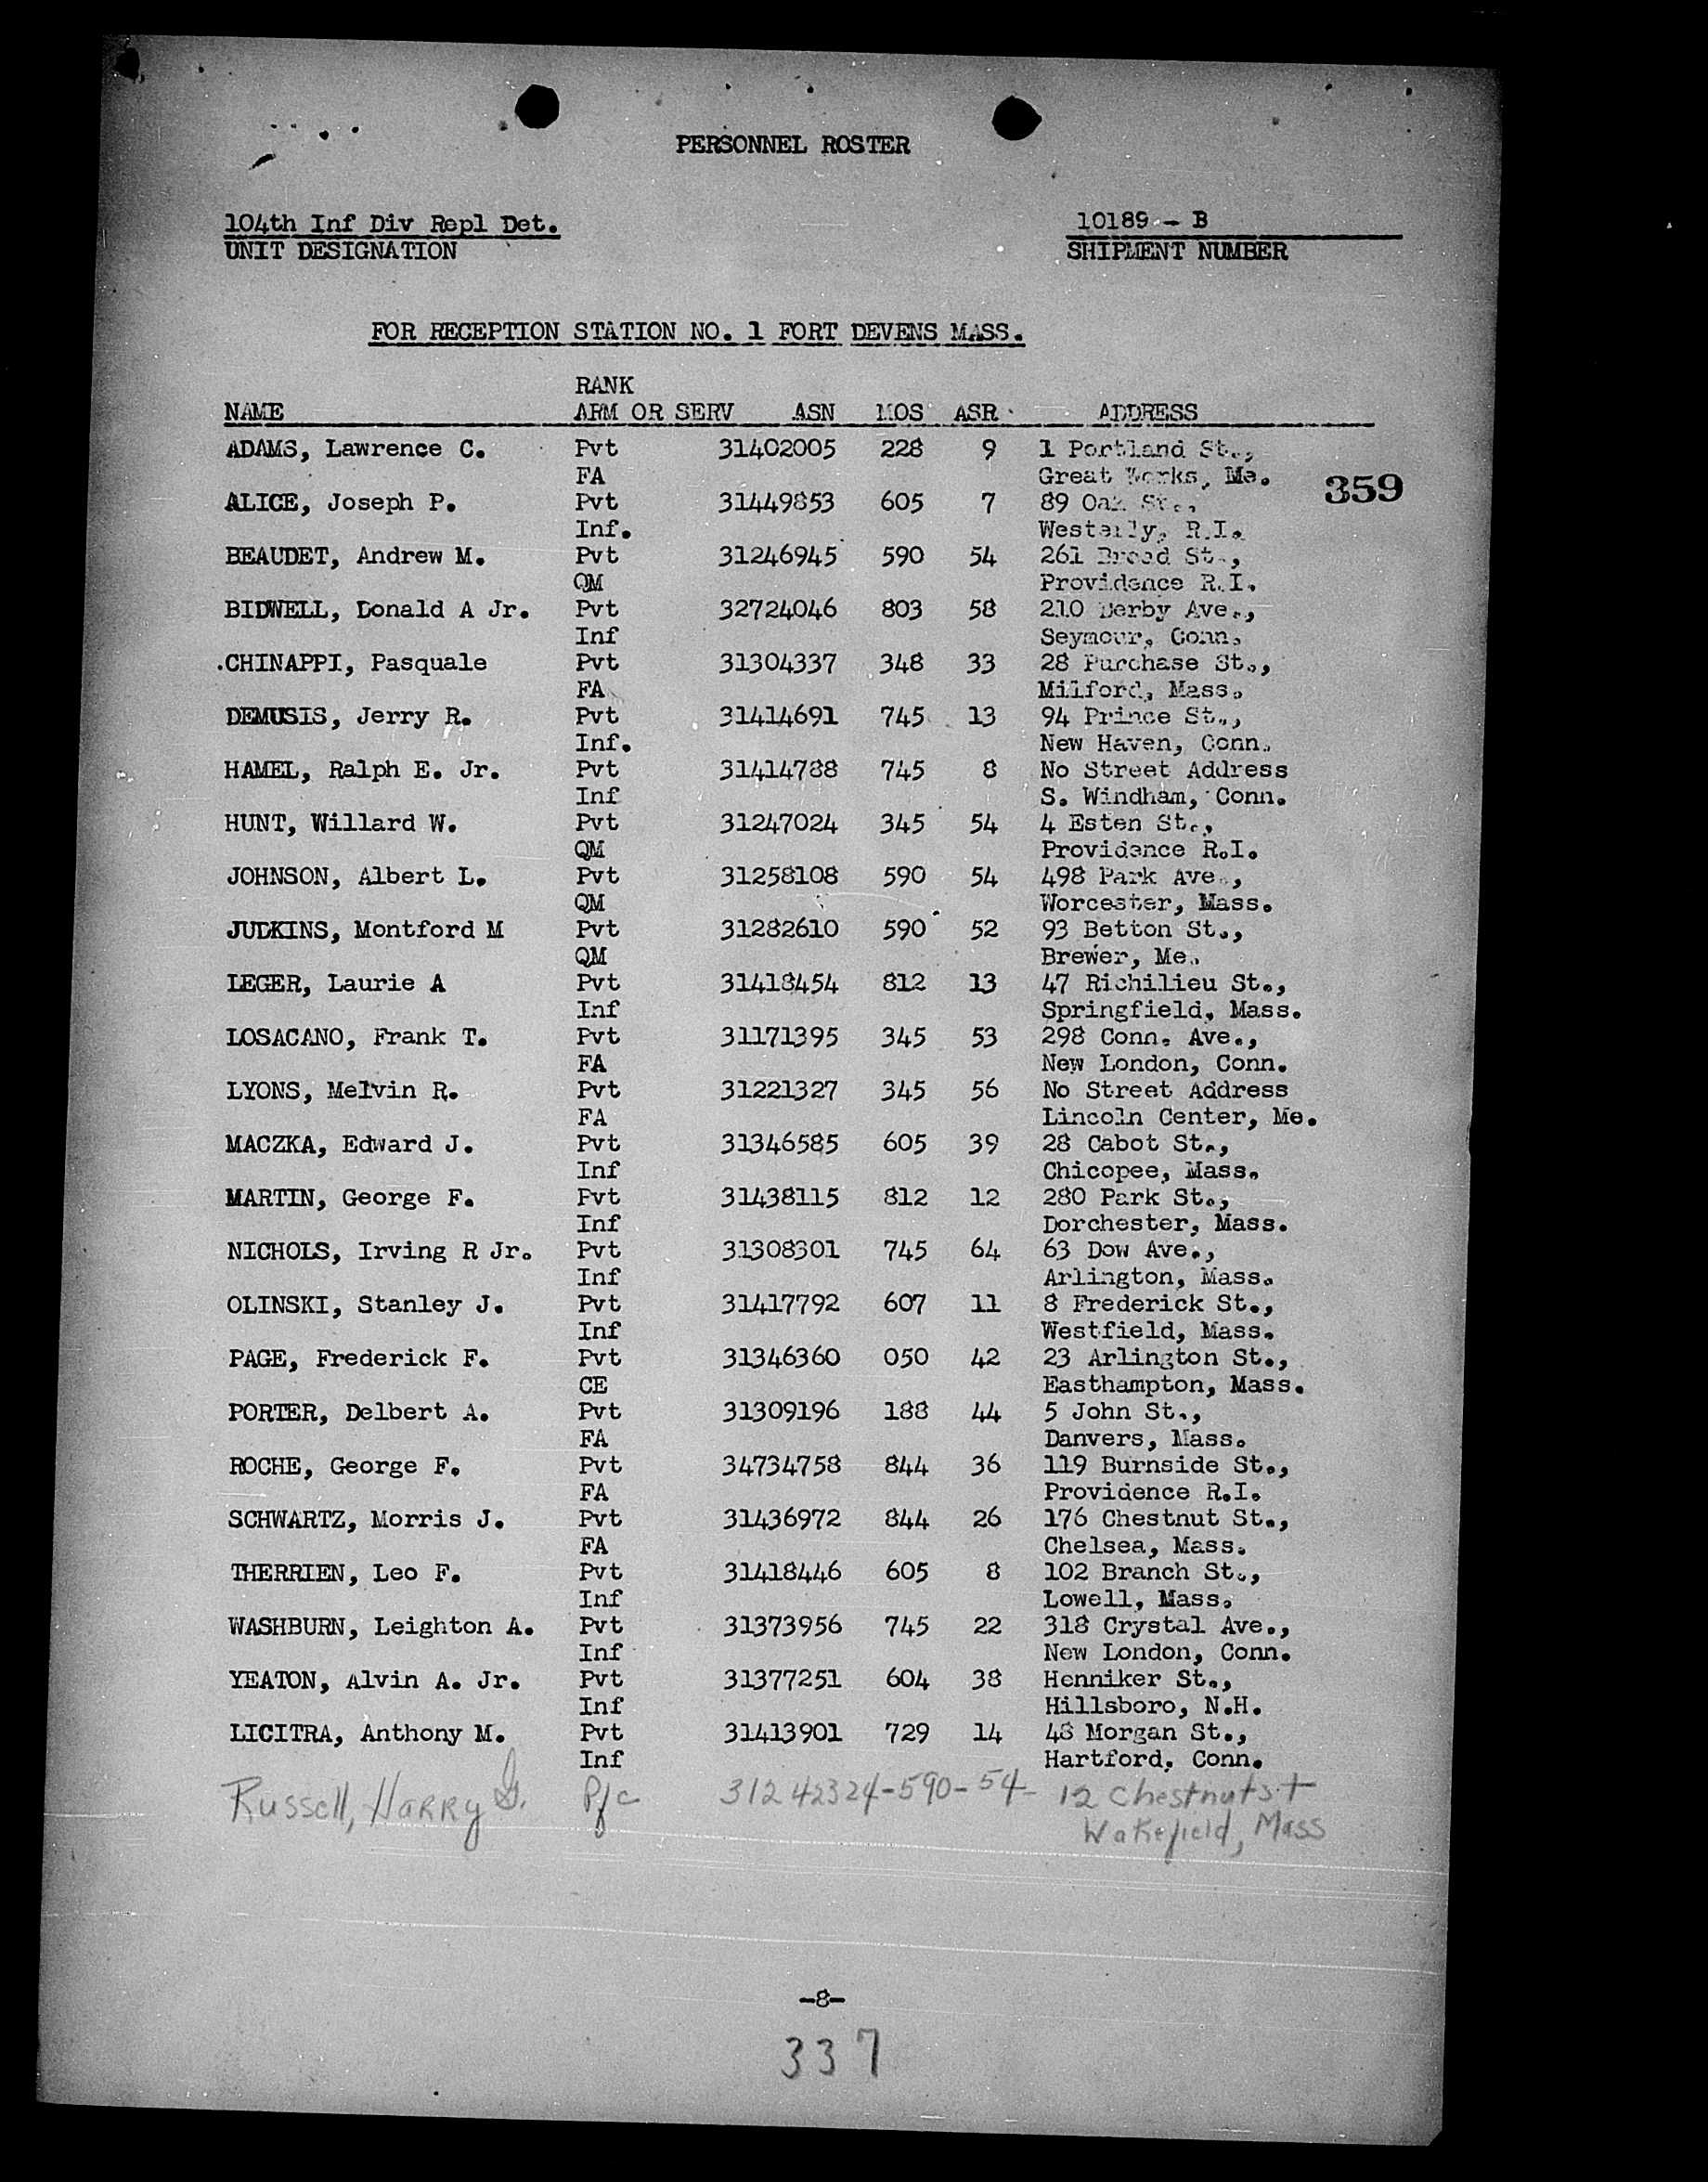 PERSONNEL ROSTER
104th Inf Div Repl Det. 10189 - B
UNIT DESIGNATION SHIPMENT NUMBER
FOR RECEPTION STATION NO. 1 FORT DEVENS MASS.
RANK
NAME ARM OR SERV ASN MOS ASR ADDRESS
ADAMS, Lawrence C. Pvt 31402005 228 9 1 Portland St.,
FA Great Works, Me.
359
ALICE, Joseph P. Pvt 31449853 605 7 89 Oak St.,
Inf. Westerly, R.I.
BEAUDET, Andrew M. Pvt 31246945 590 54 261 Broad St.,
QM Providence R.I.
BIDWELL, Donald A Jr. Pvt 32724046 803 58 210 Derby Ave.,
Inf Seymour, Conn.
.CHINAPPI, Pasquale Pvt 31304337 348 33 28 Purchase St.,
FA Milford, Mass.
DEMUSIS, Jerry R. Pvt 31414691 745 13 94 Prince St.,
Inf. New Haven, Conn.
HAMEL, Ralph E. Jr. Pvt 31414788 745 8 No Street Address
Inf S. Windham, Conn.
HUNT, Willard W. Pvt 31247024 345 54 4 Esten St.,
QM Providence R.I.
JOHNSON, Albert L. Pvt 31258108 590 54 498 Park Ave.,
QM Worcester, Mass.
JUDKINS, Montford M Pvt 31282610 590 52 93 Betton St.,
QM Brewer, Me.
LEGER, Laurie A Pvt 31418454 812 13 47 Richilieu St.,
Inf Springfield, Mass.
LOSACANO, Frank T. Pvt 31171395 345 53 298 Conn. Ave.,
FA New London, Conn.
LYONS, Melvin R. Pvt 31221327 345 56 No Street Address
FA Lincoln Center, Me.
MACZKA, Edward J. Pvt 31346585 605 39 28 Cabot St.,
Inf Chicopee, Mass.
MARTIN, George F. Pvt 31438115 812 12 280 Park St.,
Inf Dorchester, Mass.
NICHOLS, Irving R Jr. Pvt 31308301 745 64 63 Dow Ave.,
Inf Arlington, Mass.
OLINSKI, Stanley J. Pvt 31417792 607 11 8 Frederick St.,
Inf Westfield, Mass.
PAGE, Frederick F. Pvt 31346360 050 42 23 Arlington St.,
CE Easthampton, Mass.
PORTER, Delbert A. Pvt 31309196 188 44 5 John St.,
FA Danvers, Mass.
ROCHE, George F. Pvt 34734758 844 36 119 Burnside St.,
FA Providence R.I.
SCHWARTZ, Morris J. Pvt 31436972 844 26 176 Chestnut St.,
FA Chelsea, Mass.
THERRIEN, Leo F. Pvt 31418446 605 8 102 Branch St.,
Inf Lowell, Mass.
WASHBURN, Leighton A. Pvt 31373956 745 22 318 Crystal Ave.,
Inf New London, Conn.
YEATON, Alvin A. Jr. Pvt 31377251 604 38 Henniker St.,
Inf Hillsboro, N.H.
LICITRA, Anthony M. Pvt 31413901 729 14 48 Morgan St.,
Inf Hartford, Conn.
Russell, Harry G. Pfc 31242324-590-54- 12 Chestnut st
Wakefield, Mass
-8-
337